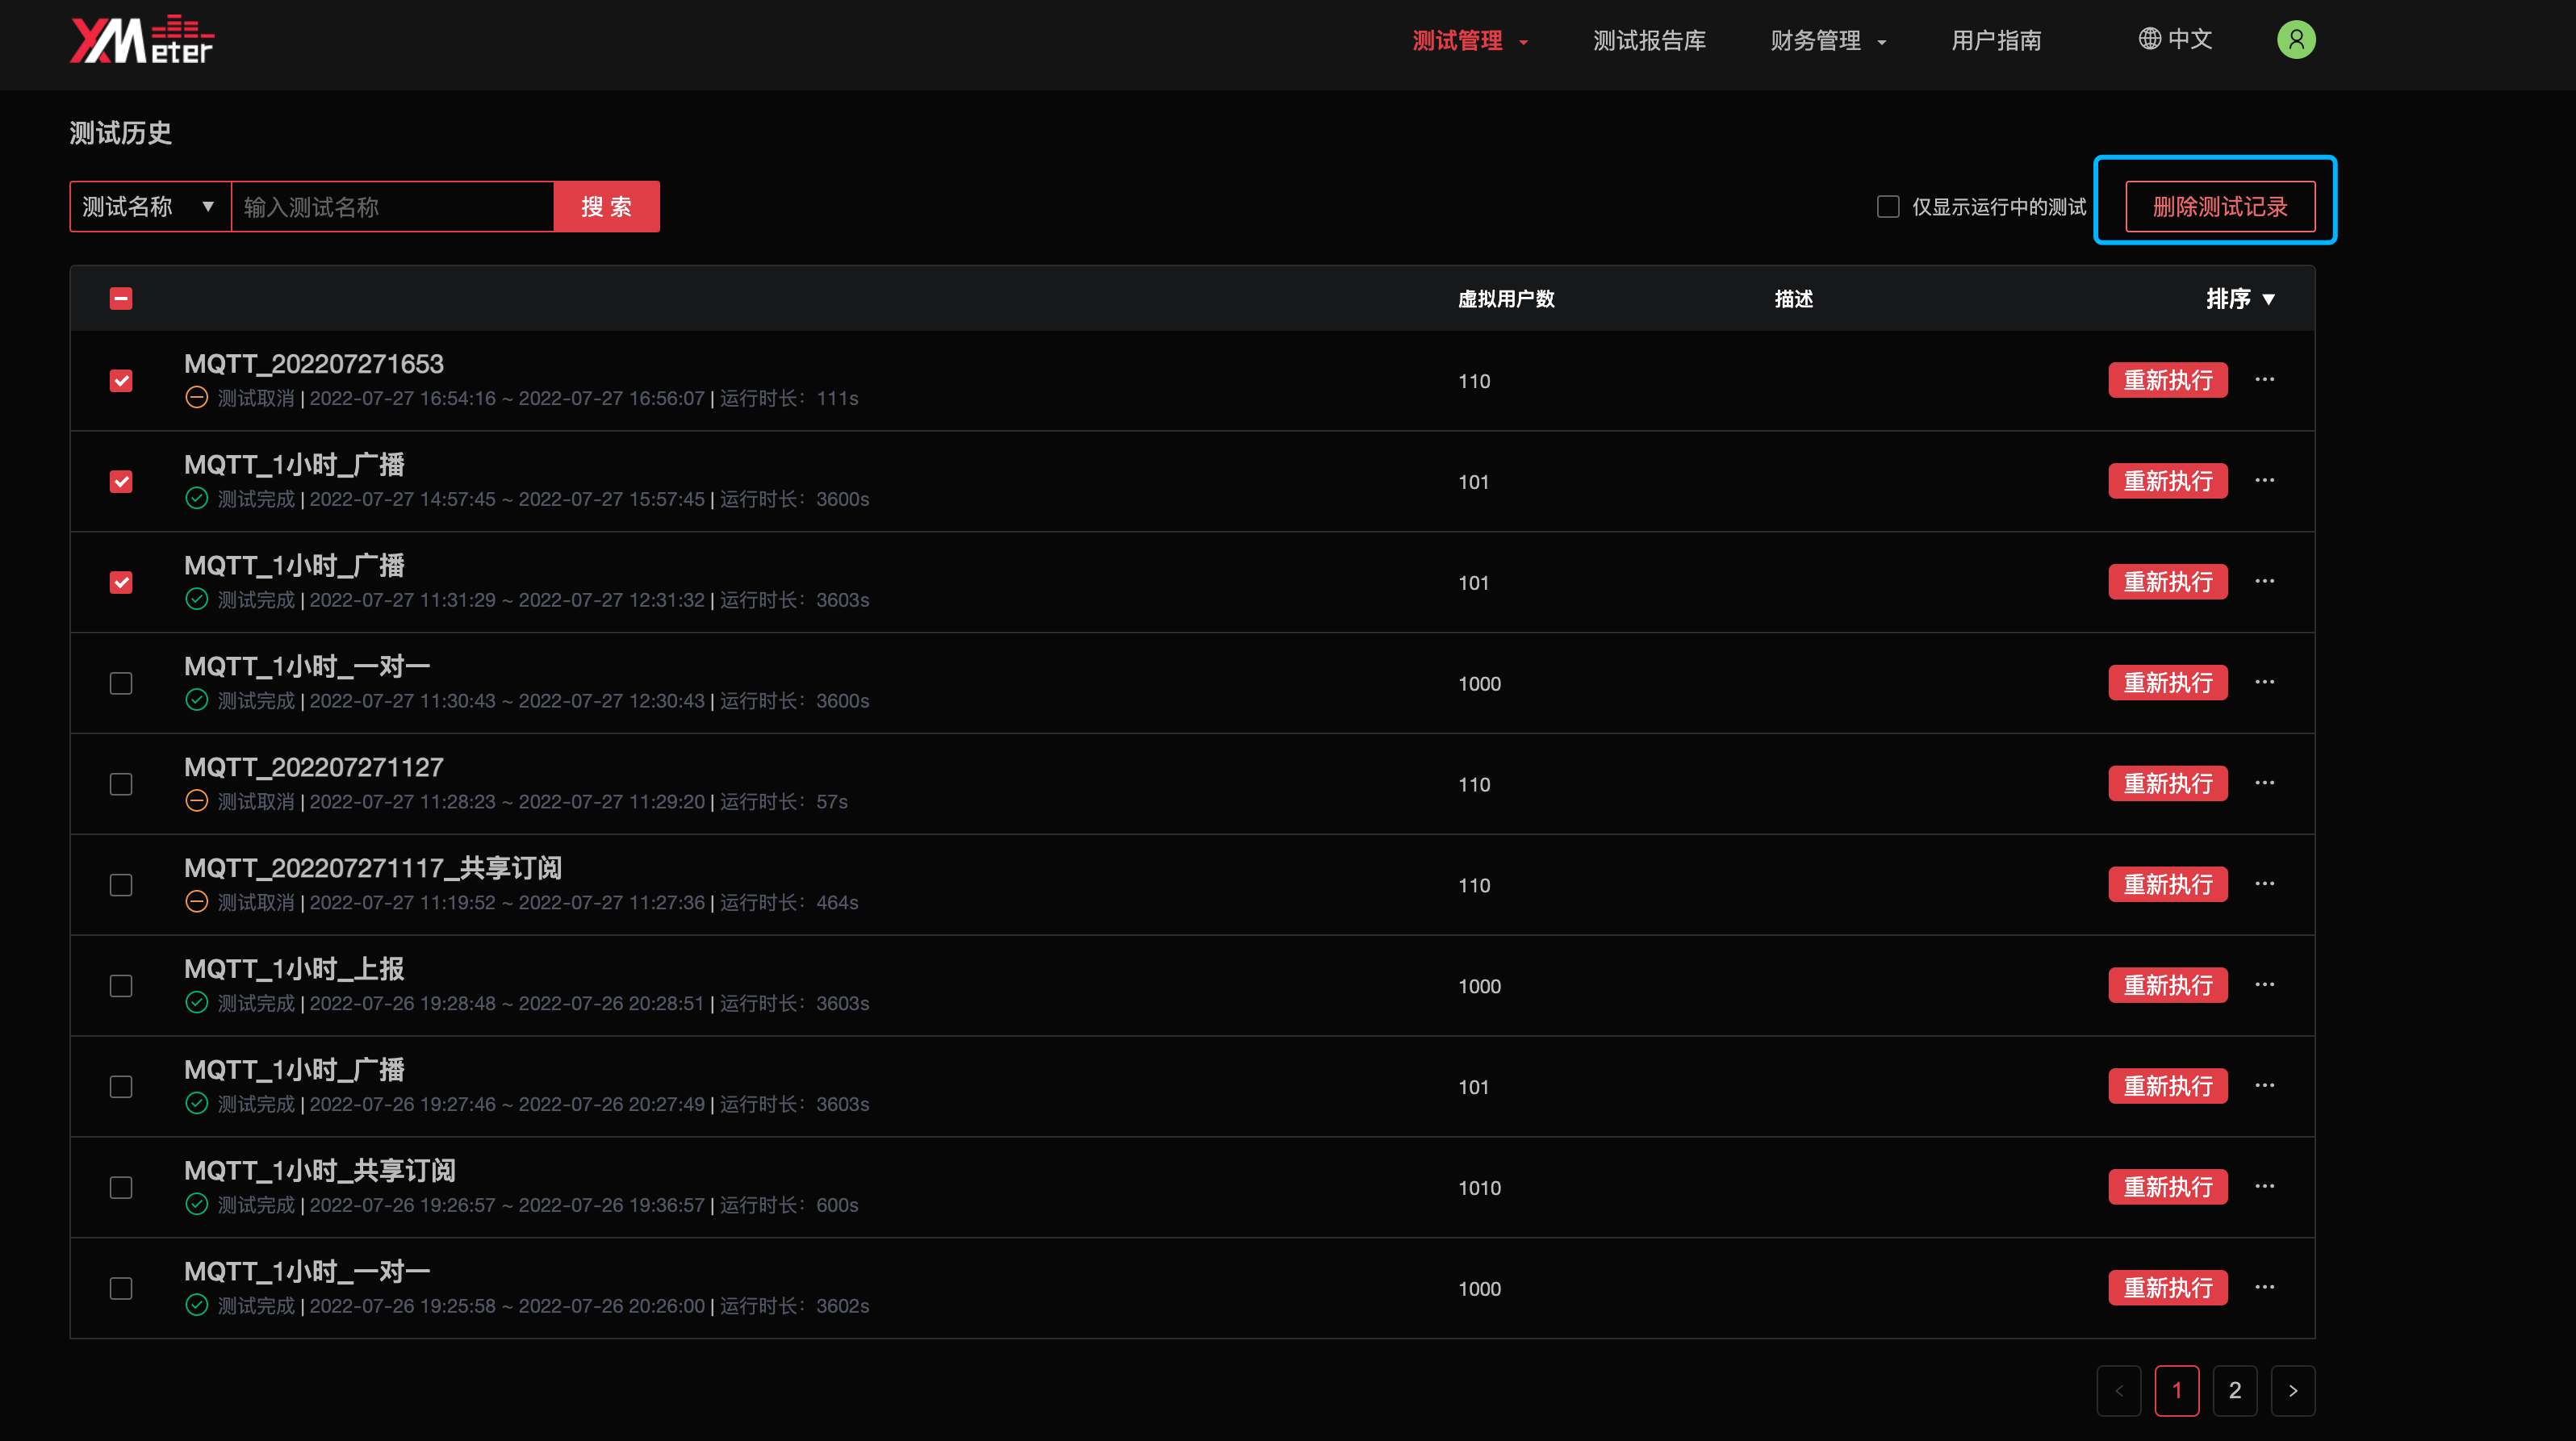 XMeter
测试管理 测试报告库 财务管理 用户指南 中文
测试历史
测试名称 输入测试名称 搜 索 仅显示运行中的测试 删除测试记录
虚拟用户数 描述 排序
MQTT_202207271653
测试取消 | 2022-07-27 16:54:16 ~ 2022-07-27 16:56:07 | 运行时长：111s
110 重新执行 ···
MQTT_1小时_广播
测试完成 | 2022-07-27 14:57:45 ~ 2022-07-27 15:57:45 | 运行时长：3600s
101 重新执行 ···
MQTT_1小时_广播
测试完成 | 2022-07-27 11:31:29 ~ 2022-07-27 12:31:32 | 运行时长：3603s
101 重新执行 ···
MQTT_1小时_一对一
测试完成 | 2022-07-27 11:30:43 ~ 2022-07-27 12:30:43 | 运行时长：3600s
1000 重新执行 ···
MQTT_202207271127
测试取消 | 2022-07-27 11:28:23 ~ 2022-07-27 11:29:20 | 运行时长：57s
110 重新执行 ···
MQTT_202207271117_共享订阅
测试取消 | 2022-07-27 11:19:52 ~ 2022-07-27 11:27:36 | 运行时长：464s
110 重新执行 ···
MQTT_1小时_上报
测试完成 | 2022-07-26 19:28:48 ~ 2022-07-26 20:28:51 | 运行时长：3603s
1000 重新执行 ···
MQTT_1小时_广播
测试完成 | 2022-07-26 19:27:46 ~ 2022-07-26 20:27:49 | 运行时长：3603s
101 重新执行 ···
MQTT_1小时_共享订阅
测试完成 | 2022-07-26 19:26:57 ~ 2022-07-26 19:36:57 | 运行时长：600s
1010 重新执行 ···
MQTT_1小时_一对一
测试完成 | 2022-07-26 19:25:58 ~ 2022-07-26 20:26:00 | 运行时长：3602s
1000 重新执行 ···
< 1 2 >